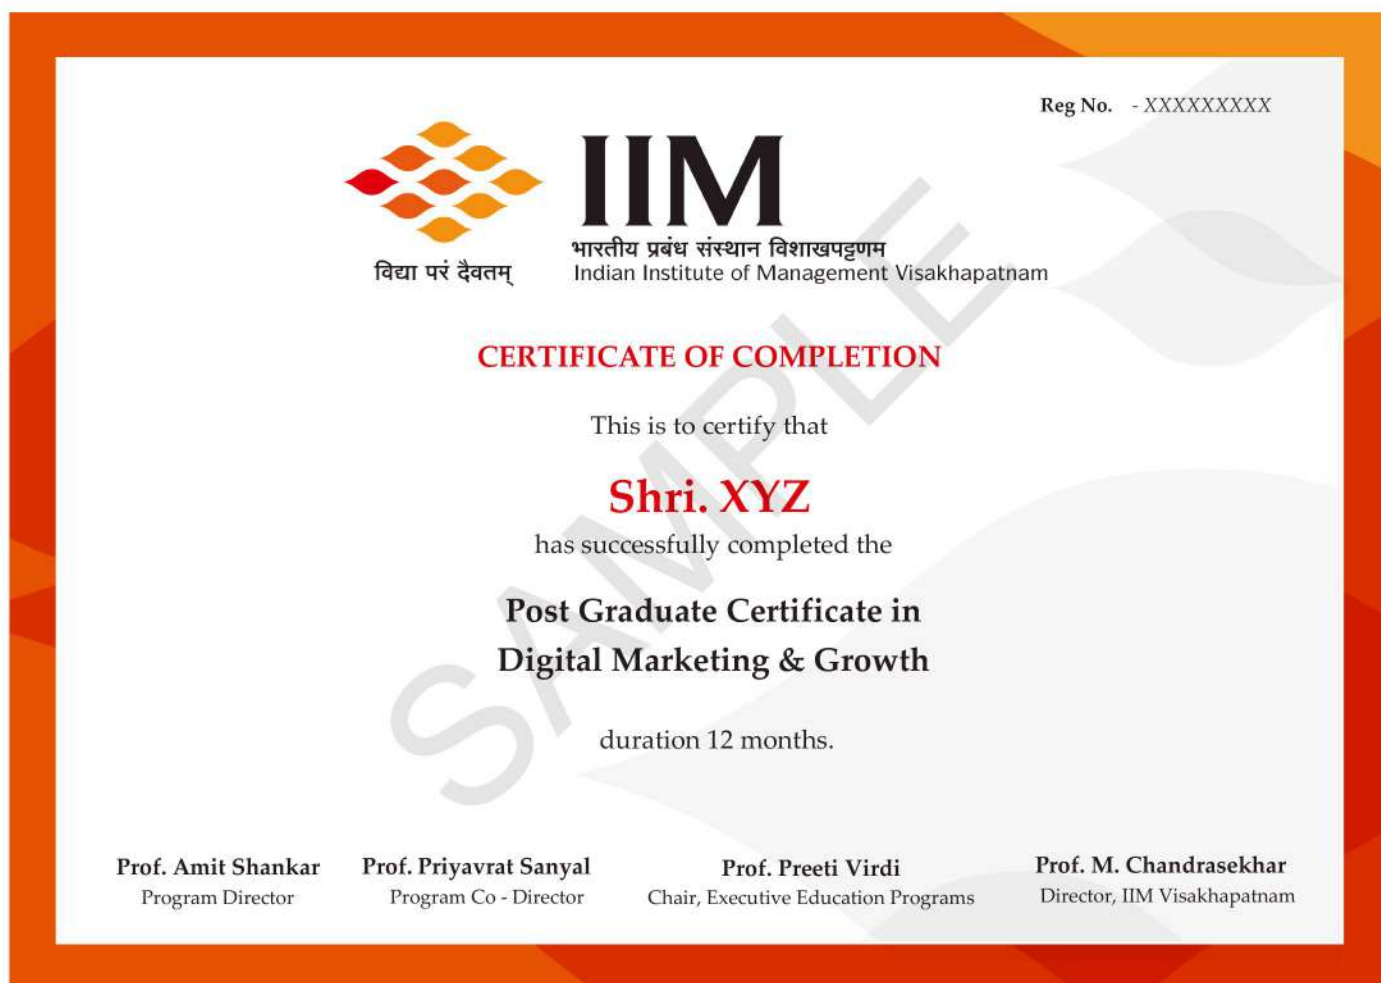 Reg No. - XXXXXXXXX
IIM
भारतीय प्रबंध संस्थान विशाखपट्टणम
विद्या परं दैवतम्
Indian Institute of Management Visakhapatnam
CERTIFICATE OF COMPLETION
This is to certify that
Shri. XYZ
has successfully completed the
Post Graduate Certificate in
Digital Marketing & Growth
duration 12 months.
SAMPLE
Prof. Amit Shankar
Program Director
Prof. Priyavrat Sanyal
Program Co - Director
Prof. Preeti Virdi
Chair, Executive Education Programs
Prof. M. Chandrasekhar
Director, IIM Visakhapatnam